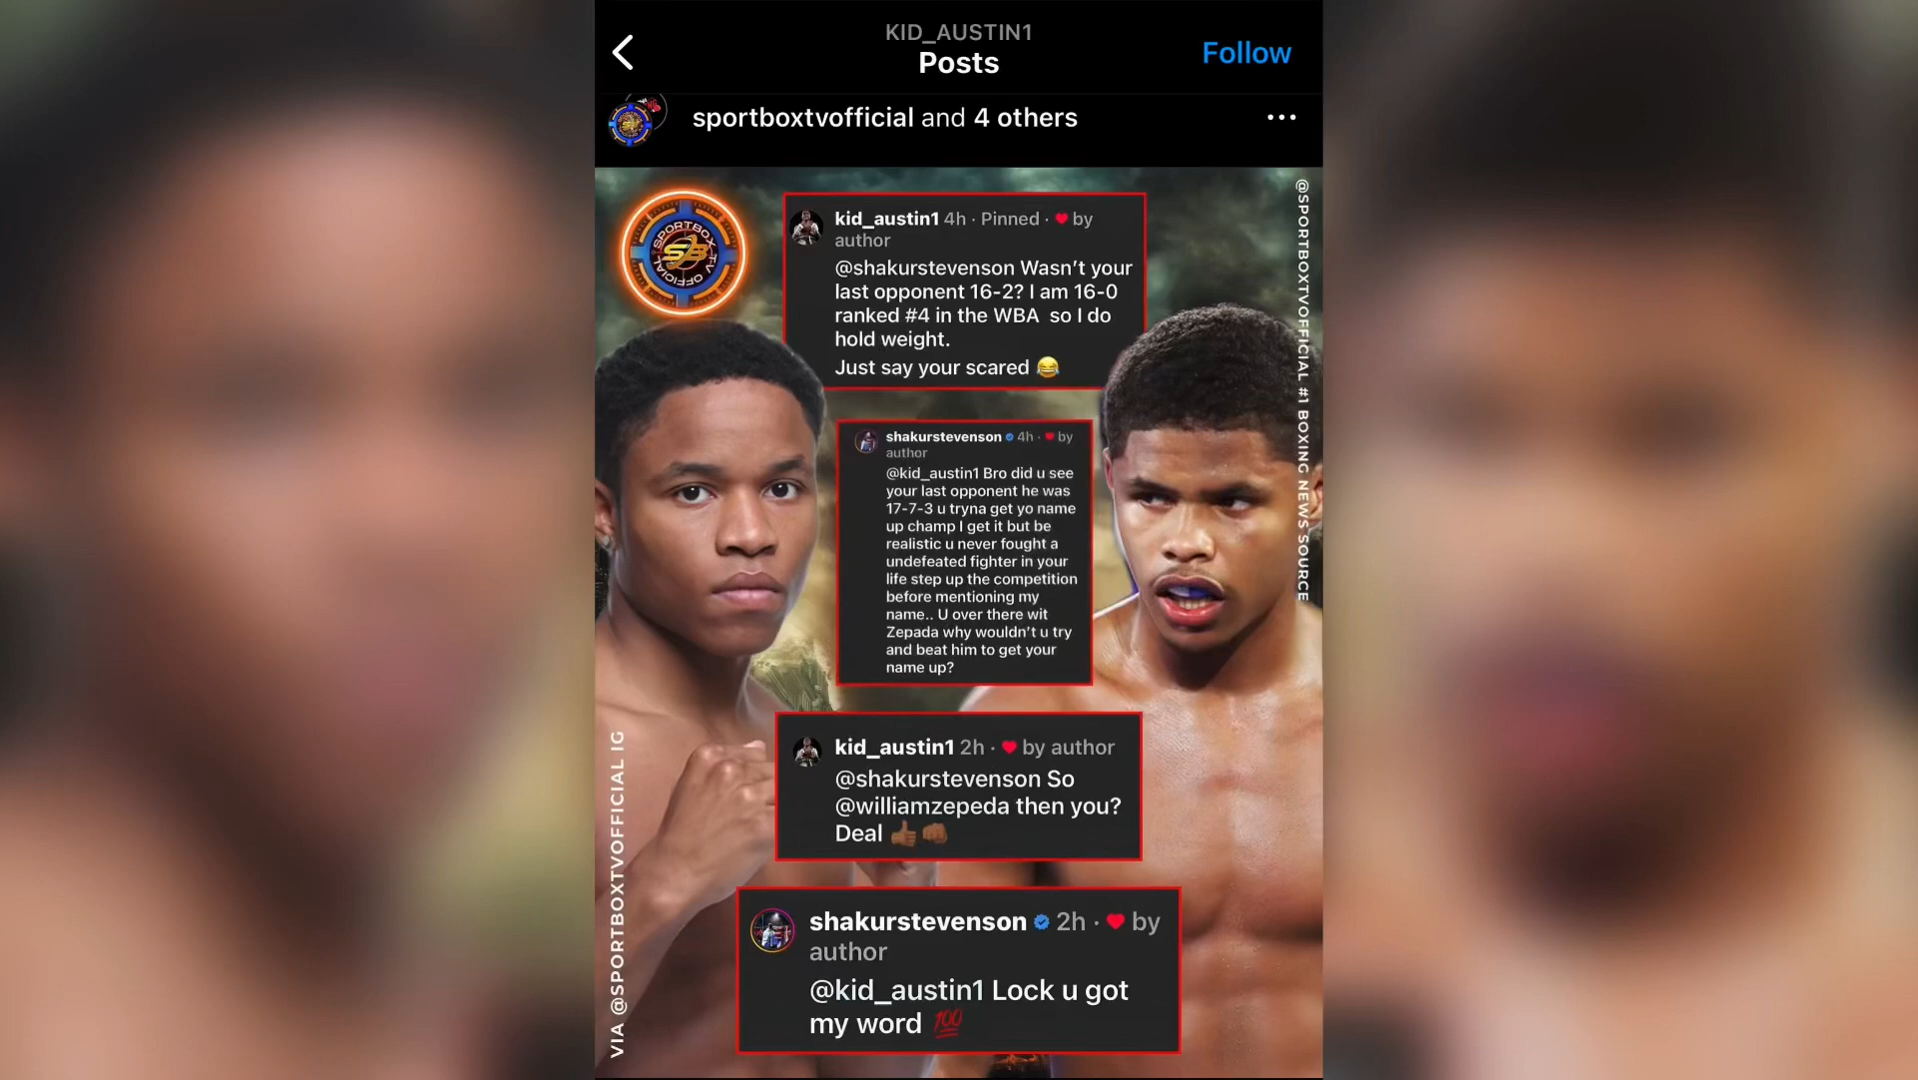 KID_AUSTIN1
Posts
Follow
sportboxtvofficial and 4 others
SPORTBOX TV OFFICIAL
SB
@SPORTBOXTVOFFICIAL #1 BOXING NEWS SOURCE
kid_austin1 4h · Pinned · ❤️ by
author
@shakurstevenson Wasn't your
last opponent 16-2? I am 16-0
ranked #4 in the WBA so I do
hold weight.
Just say your scared 😂
shakurstevenson 4h · ❤️ by
author
@kid_austin1 Bro did u see
your last opponent he was
17-7-3 u tryna get yo name
up champ I get it but be
realistic u never fought a
undefeated fighter in your
life step up the competition
before mentioning my
name.. U over there wit
Zepada why wouldn't u try
and beat him to get your
name up?
kid_austin1 2h · ❤️ by author
@shakurstevenson So
@williamzepeda then you?
Deal 👍🏾👊🏾
shakurstevenson 2h · ❤️ by
author
@kid_austin1 Lock u got
my word 💯
VIA @SPORTBOXTVOFFICIAL IG